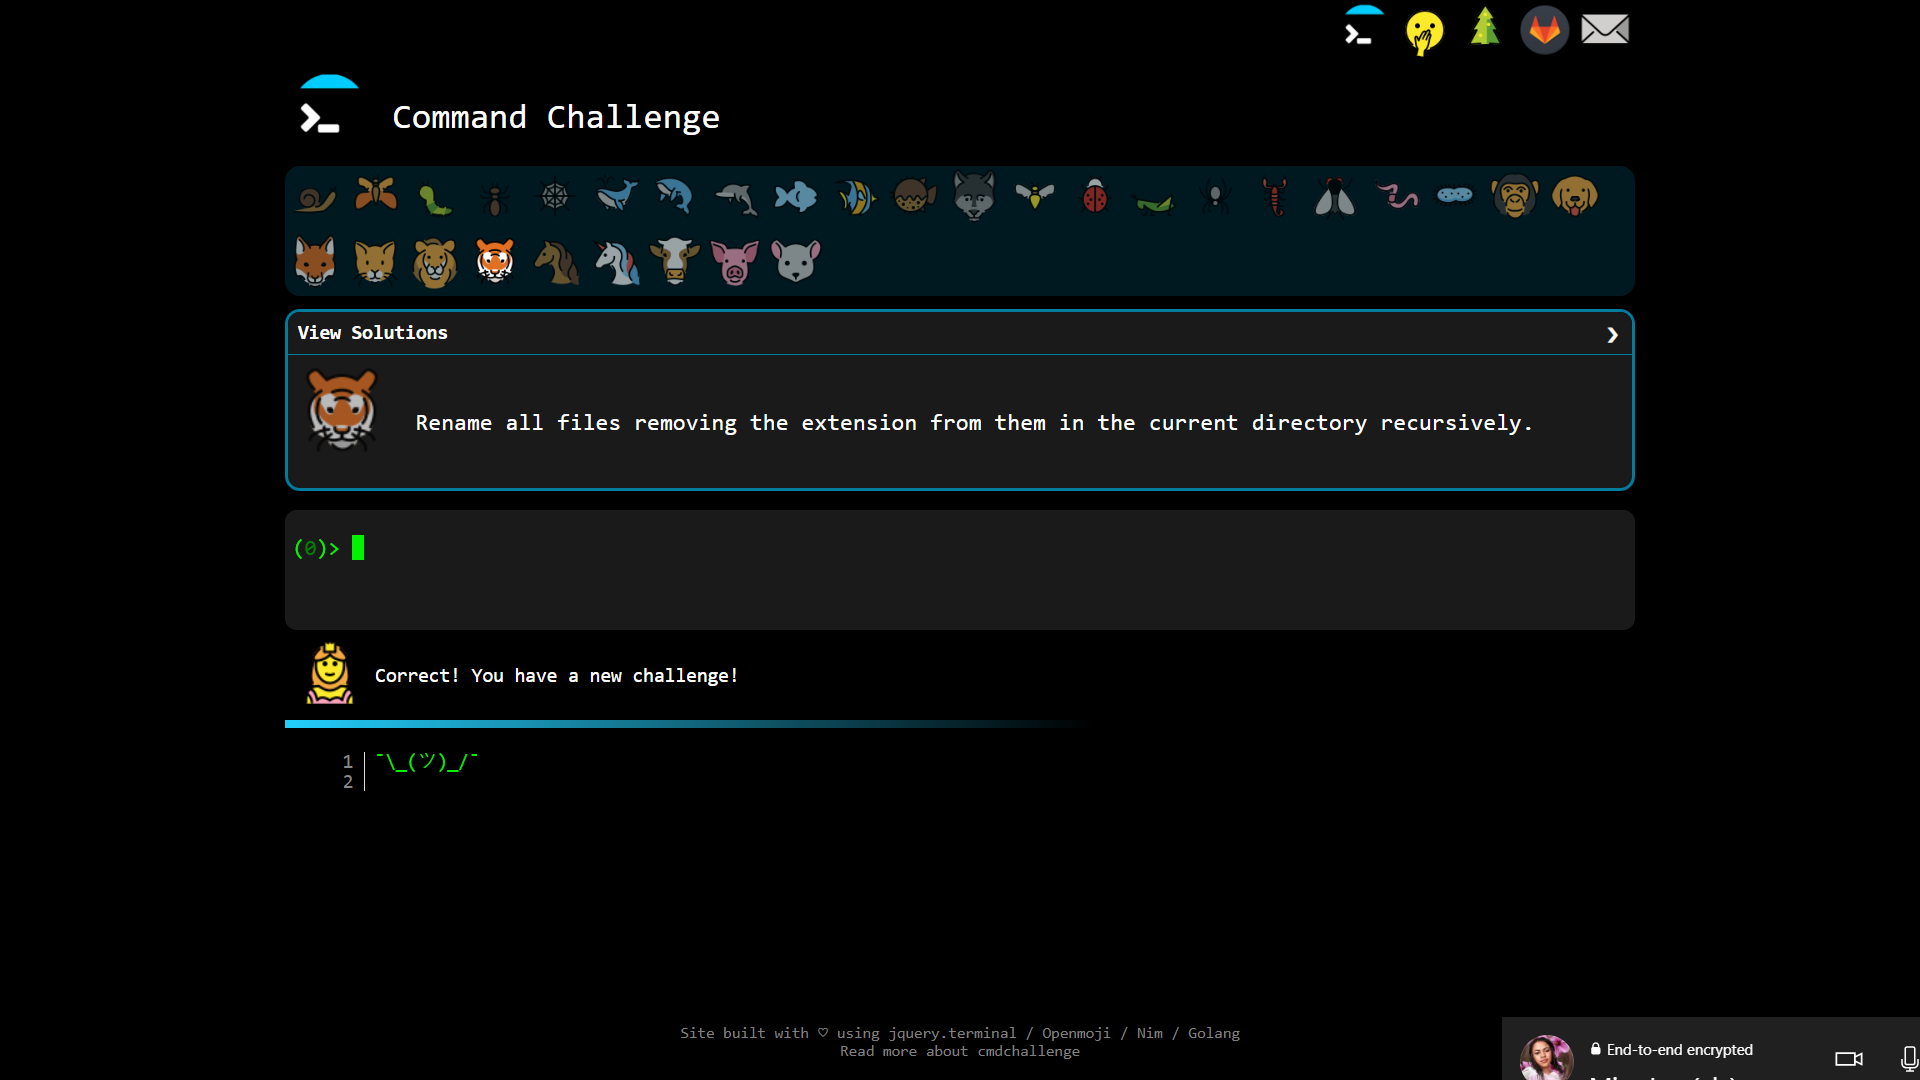 Command Challenge
View Solutions
Rename all files removing the extension from them in the current directory recursively.
(0)>
Correct! You have a new challenge!
1 ¯\_(ツ)_/¯
2
Site built with ♡ using jquery.terminal / Openmoji / Nim / Golang
Read more about cmdchallenge
End-to-end encrypted